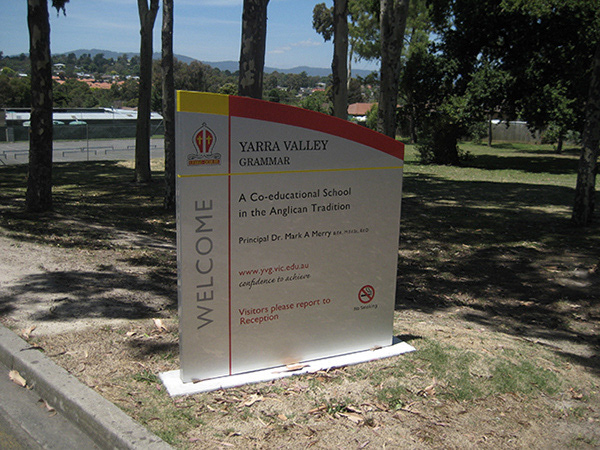 YARRA VALLEY
GRAMMAR
WELCOME
A Co-educational School
in the Anglican Tradition
Principal Dr. Mark A Merry
www.yvg.vic.edu.au
confidence to achieve
Visitors please report to
Reception
No Smoking